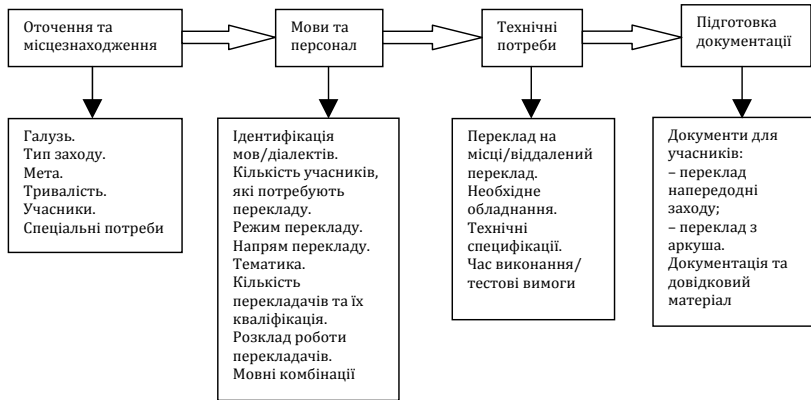 Оточення та
місцезнаходження
Мови та
персонал
Технічні
потреби
Підготовка
документації
Галузь.
Тип заходу.
Мета.
Тривалість.
Учасники.
Спеціальні потреби
Ідентифікація
мов/діалектів.
Кількість учасників,
які потребують
перекладу.
Режим перекладу.
Напрям перекладу.
Тематика.
Кількість
перекладачів та їх
кваліфікація.
Розклад роботи
перекладачів.
Мовні комбінації
Переклад на
місці/віддалений
переклад.
Необхідне
обладнання.
Технічні
специфікації.
Час виконання/
тестові вимоги
Документи для
учасників:
– переклад
напередодні
заходу;
– переклад з
аркуша.
Документація та
довідковий
матеріал